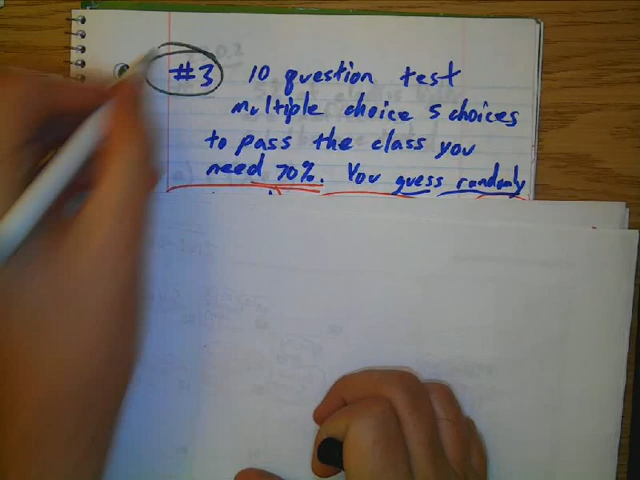 #3 10 question test
multiple choice 5 choices
to pass the class you
need 70%. You guess randomly